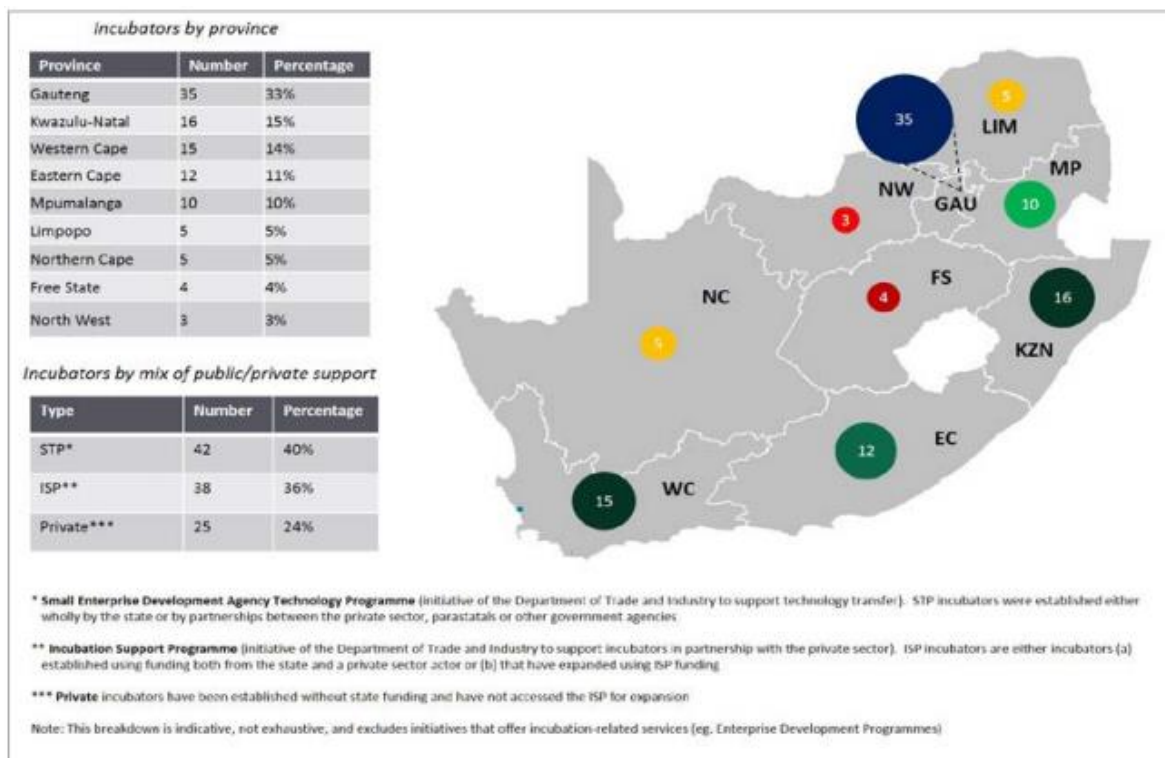 Incubators by province
Province Number Percentage
Gauteng 35 33%
Kwazulu-Natal 16 15%
Western Cape 15 14%
Eastern Cape 12 11%
Mpumalanga 10 10%
Limpopo 5 5%
Northern Cape 5 5%
Free State 4 4%
North West 3 3%
Incubators by mix of public/private support
Type Number Percentage
STP* 42 40%
ISP** 38 36%
Private*** 25 24%
35
5
LIM
MP
NW
GAU
10
3
FS
NC
4
16
5
KZN
EC
12
WC
15
* Small Enterprise Development Agency Technology Programme (initiative of the Department of Trade and Industry to support technology transfer). STP incubators were established either
wholly by the state or by partnerships between the private sector, parastatals or other government agencies
** Incubation Support Programme (initiative of the Department of Trade and Industry to support incubators in partnership with the private sector). ISP incubators are either incubators (a)
established using funding both from the state and a private sector actor or (b) that have expanded using ISP funding
*** Private incubators have been established without state funding and have not accessed the ISP for expansion
Note: This breakdown is indicative, not exhaustive, and excludes initiatives that offer incubation-related services (eg. Enterprise Development Programmes)